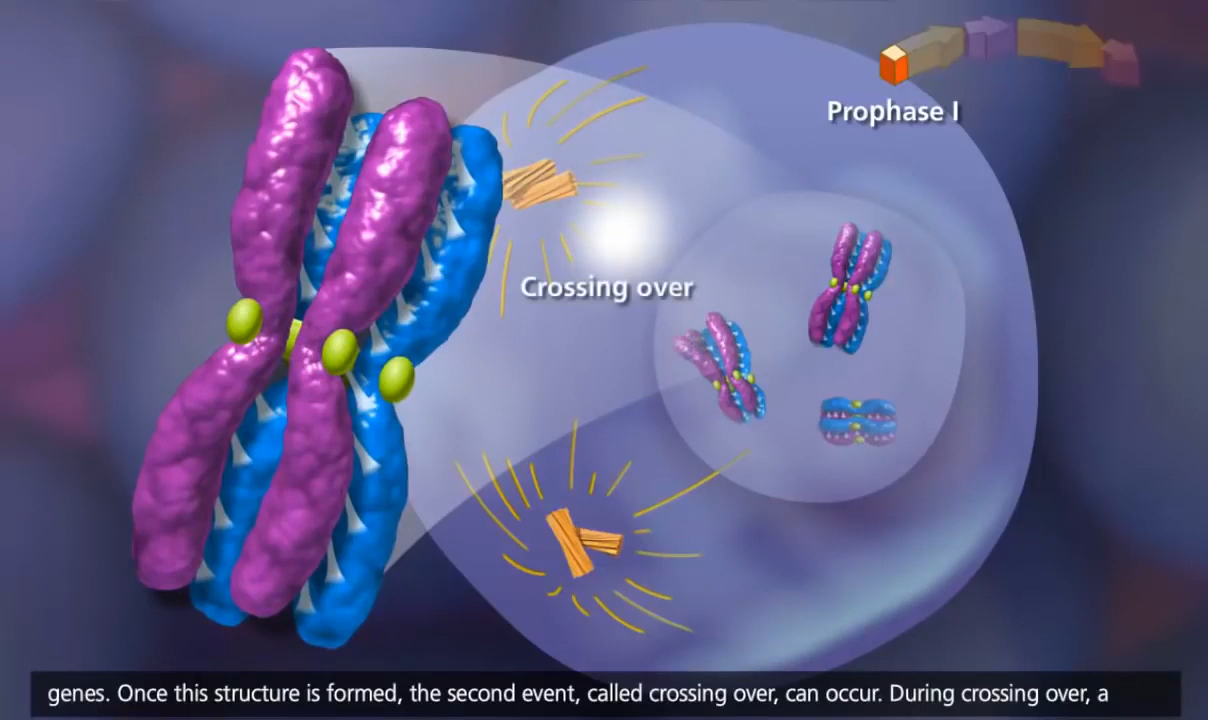 Prophase I
Crossing over
genes. Once this structure is formed, the second event, called crossing over, can occur. During crossing over, a